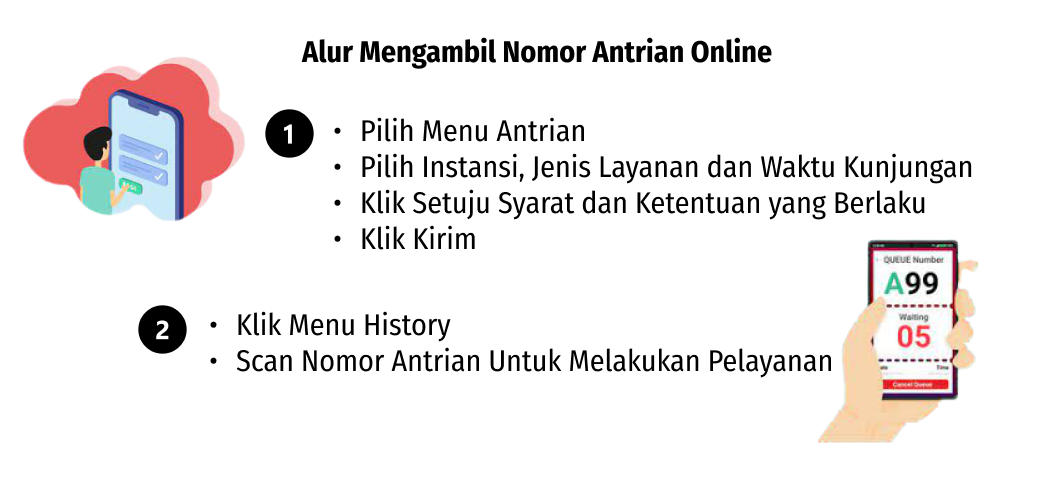 Alur Mengambil Nomor Antrian Online
1
• Pilih Menu Antrian
• Pilih Instansi, Jenis Layanan dan Waktu Kunjungan
• Klik Setuju Syarat dan Ketentuan yang Berlaku
• Klik Kirim
QUEUE Number
A99
Waiting
05
Time
Cancel Queue
2
• Klik Menu History
• Scan Nomor Antrian Untuk Melakukan Pelayanan